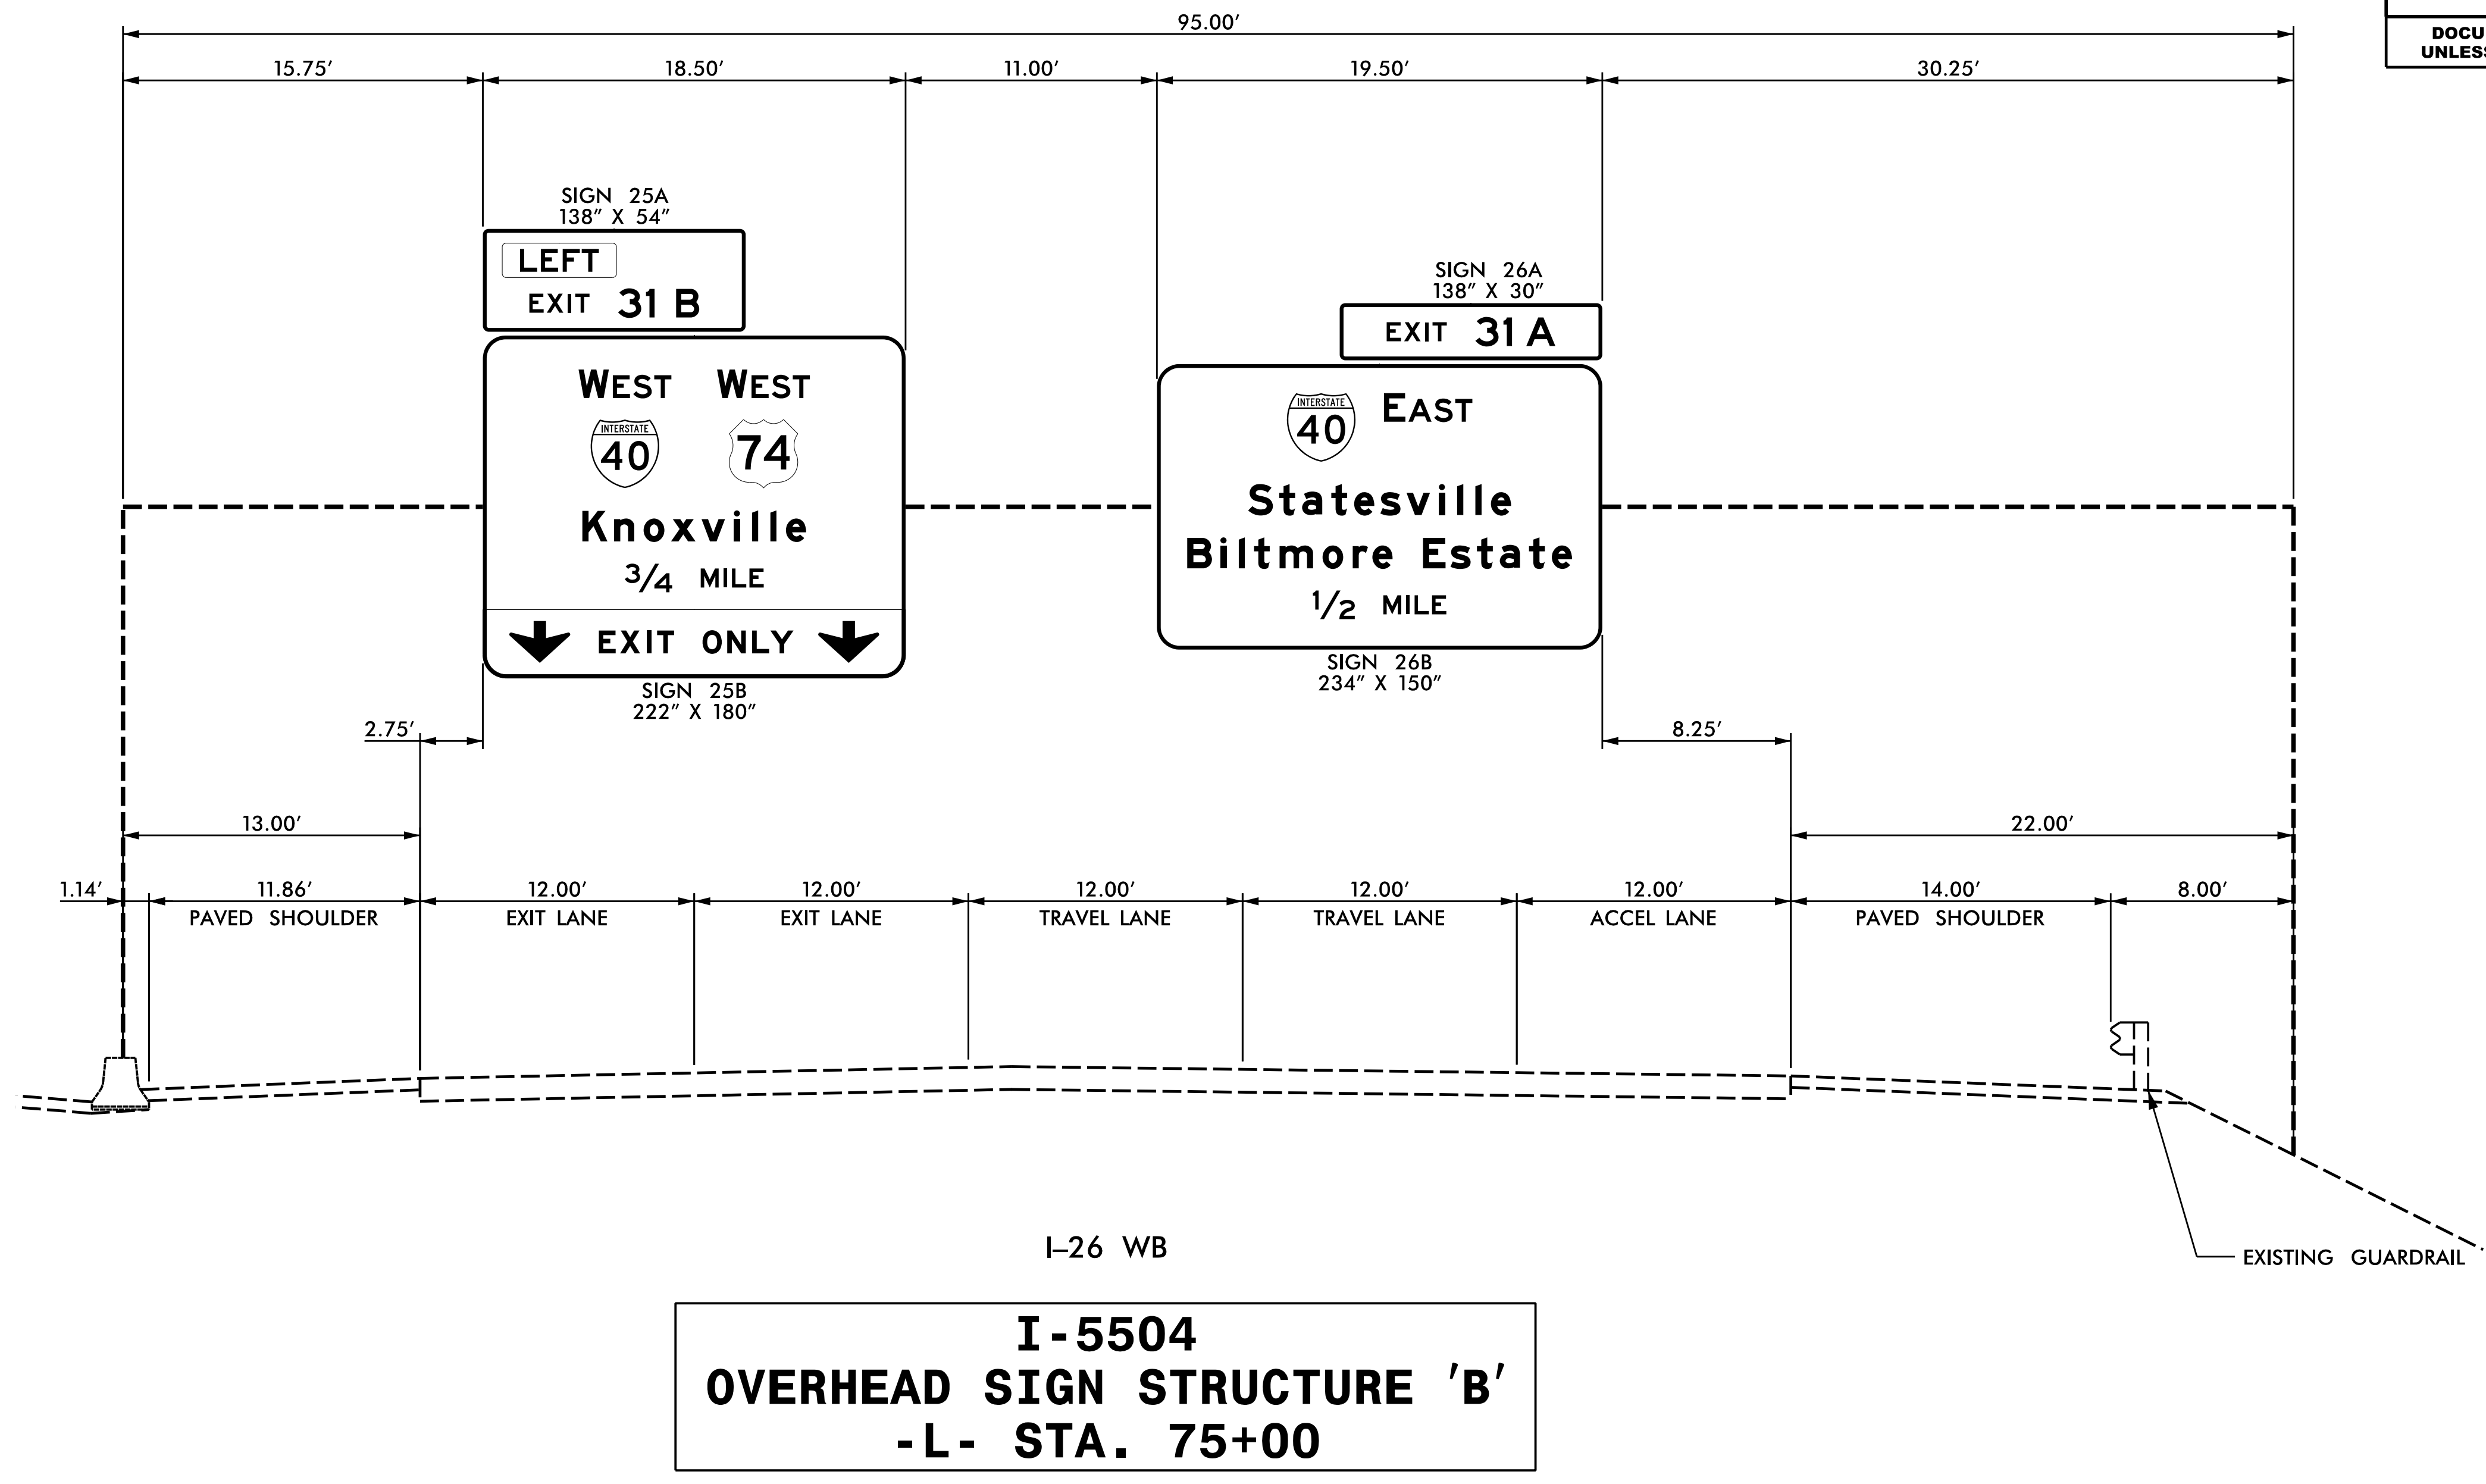 95.00′
DOCU
UNLESS
15.75′ 18.50′ 11.00′ 19.50′ 30.25′
SIGN 25A
138″ X 54″
LEFT
EXIT 31 B
WEST WEST
INTERSTATE
40 74
Knoxville
3/4 MILE
EXIT ONLY
SIGN 25B
222″ X 180″
SIGN 26A
138″ X 30″
EXIT 31 A
INTERSTATE
40 EAST
Statesville
Biltmore Estate
1/2 MILE
SIGN 26B
234″ X 150″
2.75′ 8.25′
13.00′ 22.00′
1.14′ 11.86′ 12.00′ 12.00′ 12.00′ 12.00′ 12.00′ 14.00′ 8.00′
PAVED SHOULDER EXIT LANE EXIT LANE TRAVEL LANE TRAVEL LANE ACCEL LANE PAVED SHOULDER
I–26 WB
EXISTING GUARDRAIL
I-5504
OVERHEAD SIGN STRUCTURE 'B'
-L- STA. 75+00